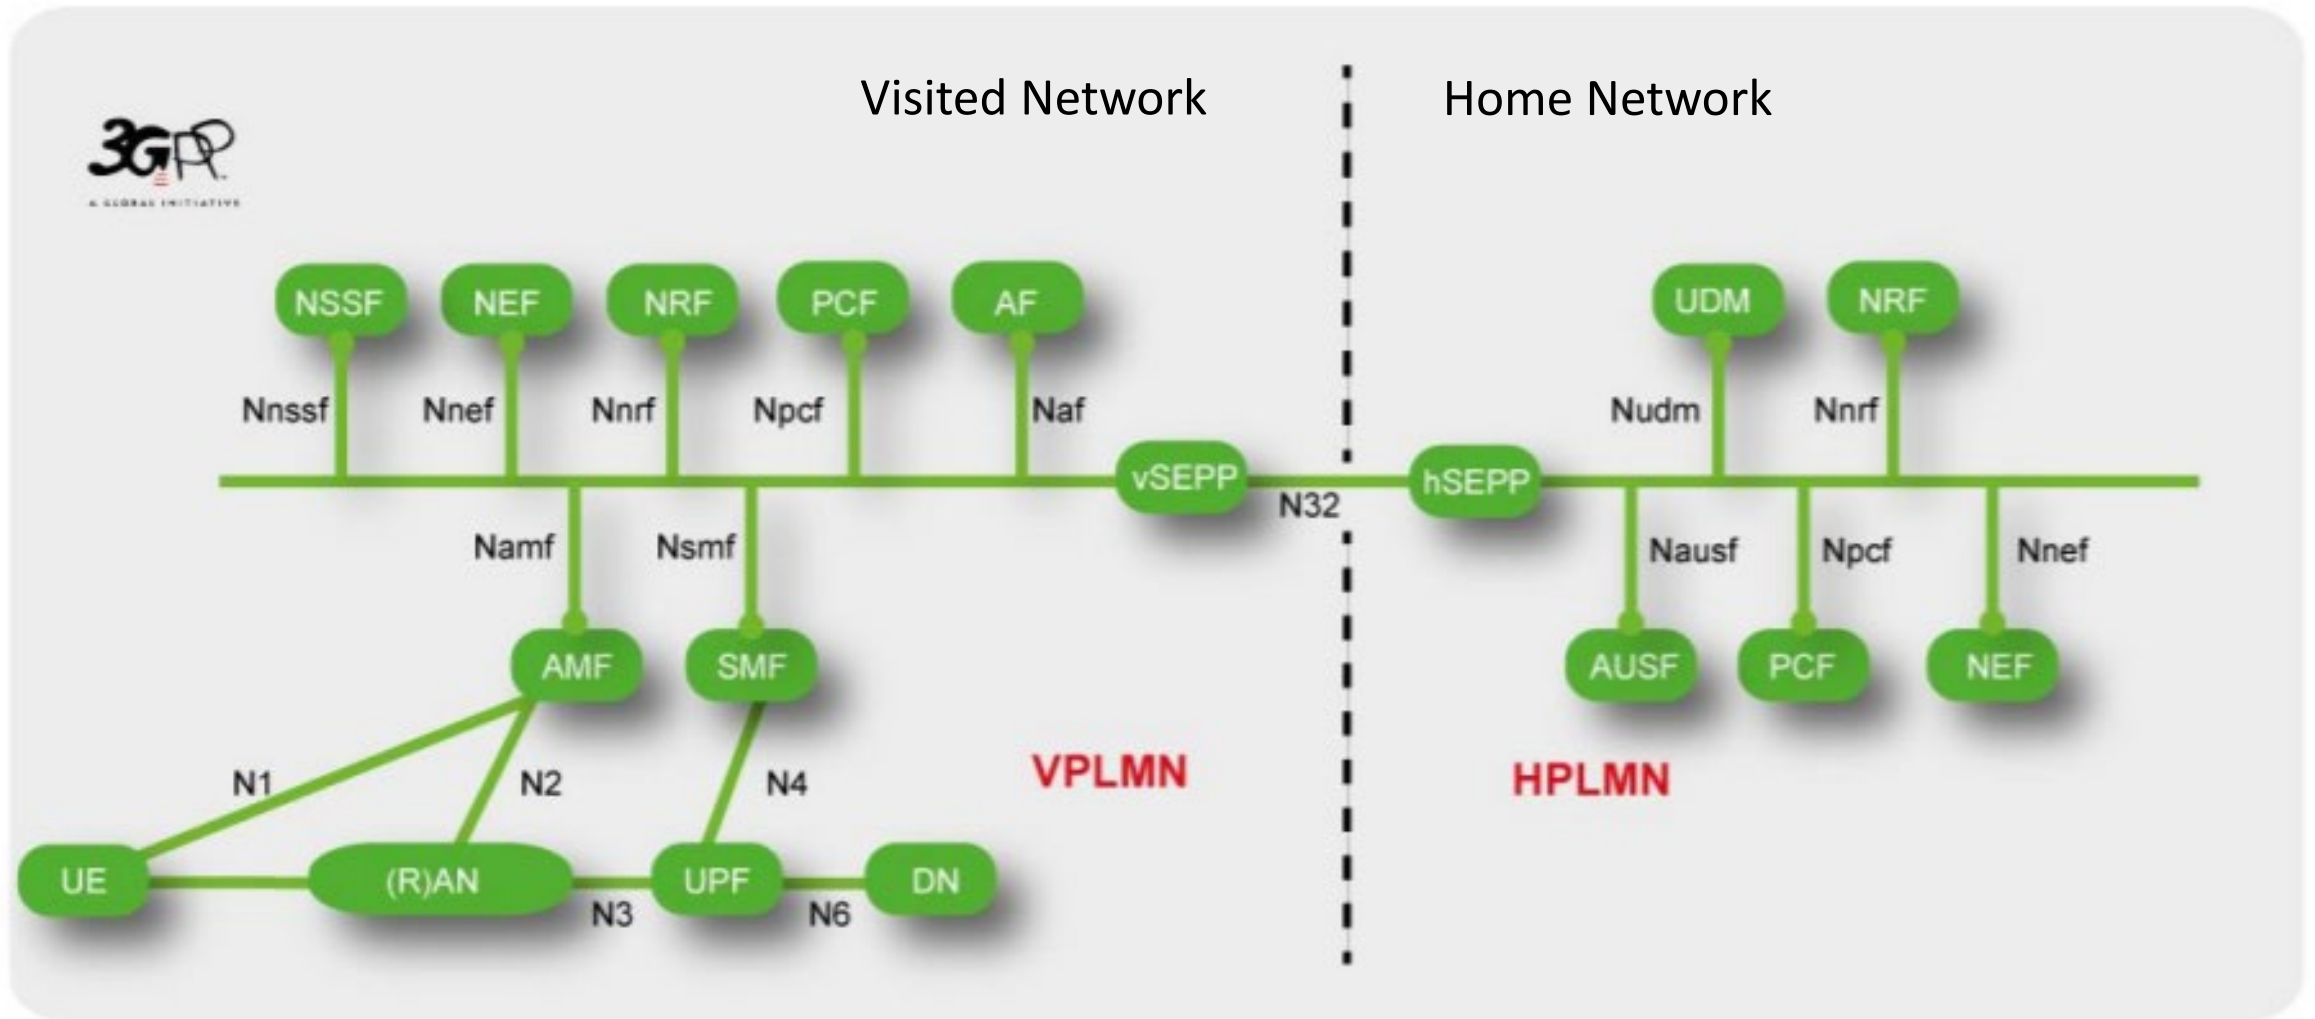 Visited Network
Home Network
3GPP
A GLOBAL INITIATIVE
NSSF
NEF
NRF
PCF
AF
UDM
NRF
Nnssf
Nnef
Nnrf
Npcf
Naf
Nudm
Nnrf
vSEPP
N32
hSEPP
Namf
Nsmf
Nausf
Npcf
Nnef
AMF
SMF
AUSF
PCF
NEF
N1
N2
N4
VPLMN
HPLMN
UE
(R)AN
N3
UPF
N6
DN